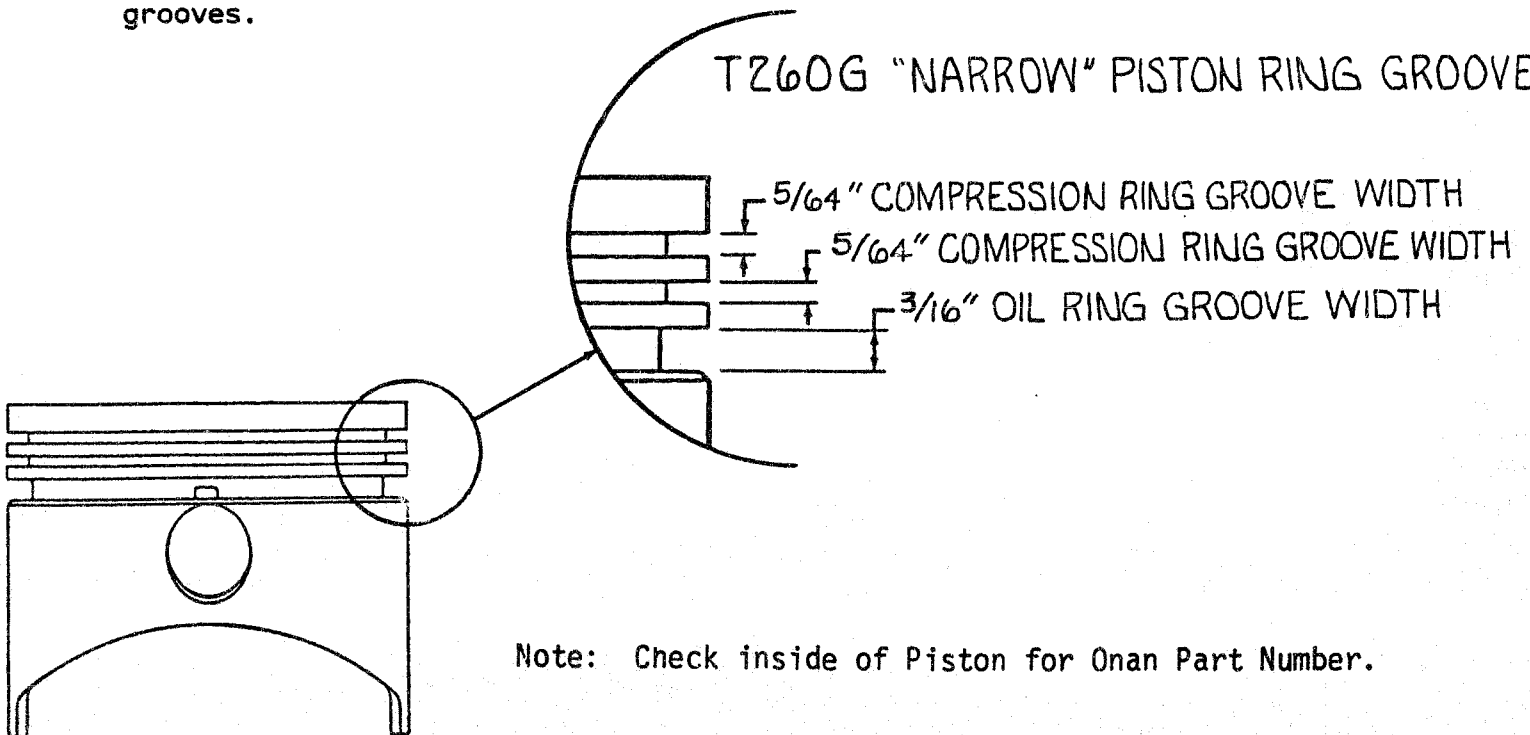 grooves.
T260G "NARROW" PISTON RING GROOVE
5/64" COMPRESSION RING GROOVE WIDTH
5/64" COMPRESSION RING GROOVE WIDTH
3/16" OIL RING GROOVE WIDTH
Note: Check inside of Piston for Onan Part Number.